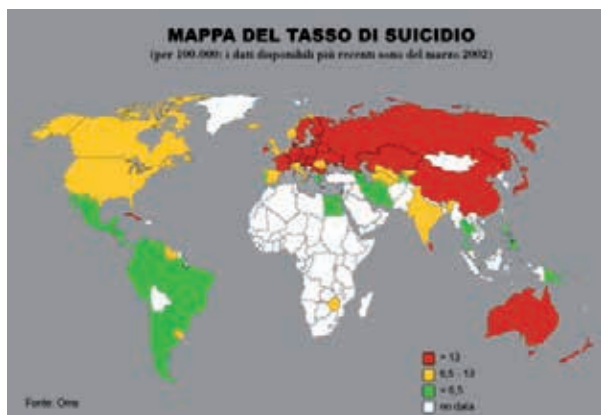 MAPPA DEL TASSO DI SUICIDIO
(per 100.000; i dati disponibili più recenti sono del marzo 2002)
> 13
6,5 - 13
< 6,5
no data
Fonte: Oms